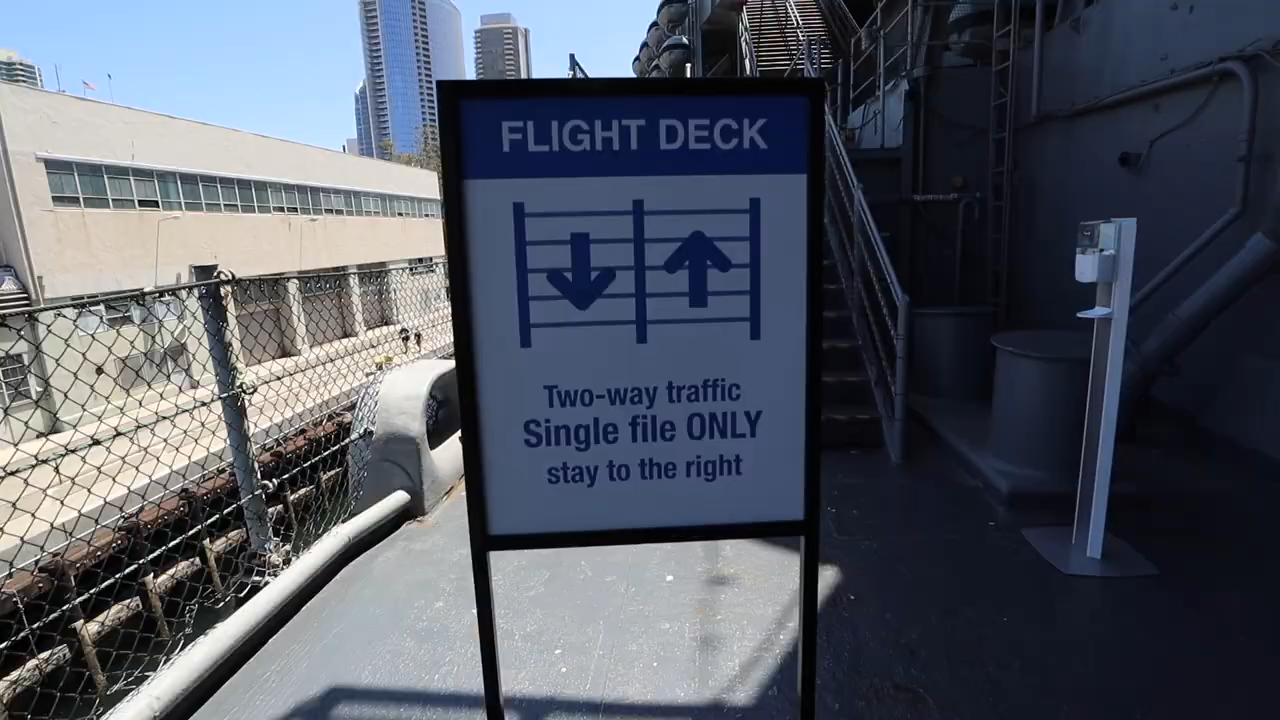 FLIGHT DECK
Two-way traffic
Single file ONLY
stay to the right